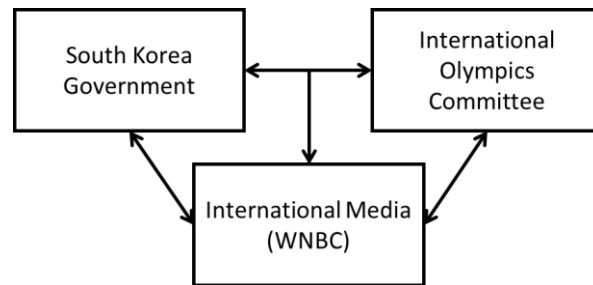 South Korea
Government
International
Olympics
Committee
International Media
(WNBC)